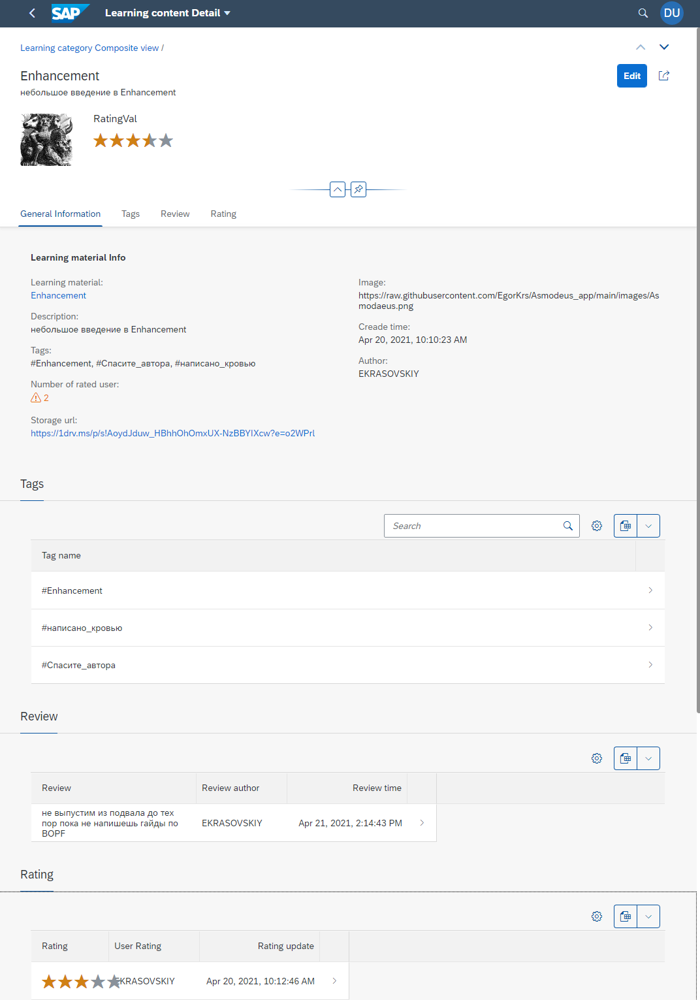 SAP Learning content Detail DU
Learning category Composite view /
Enhancement
Edit
небольшое введение в Enhancement
RatingVal
General Information Tags Review Rating
Learning material Info
Learning material:
Enhancement
Description:
небольшое введение в Enhancement
Tags:
#Enhancement, #Спасите_автора, #написано_кровью
Number of rated user:
2
Storage url:
https://1drv.ms/p/s!AoydJduw_HBhhOhOmxUX-NzBBYIXcw?e=o2WPrl
Image:
https://raw.githubusercontent.com/EgorKrs/Asmodeus_app/main/images/As
modaeus.png
Creade time:
Apr 20, 2021, 10:10:23 AM
Author:
EKRASOVSKIY
Tags
Search
Tag name
#Enhancement
#написано_кровью
#Спасите_автора
Review
Review Review author Review time
не выпустим из подвала до тех
пор пока не напишешь гайды по
BOPF
EKRASOVSKIY Apr 21, 2021, 2:14:43 PM
Rating
Rating User Rating Rating update
EKRASOVSKIY Apr 20, 2021, 10:12:46 AM